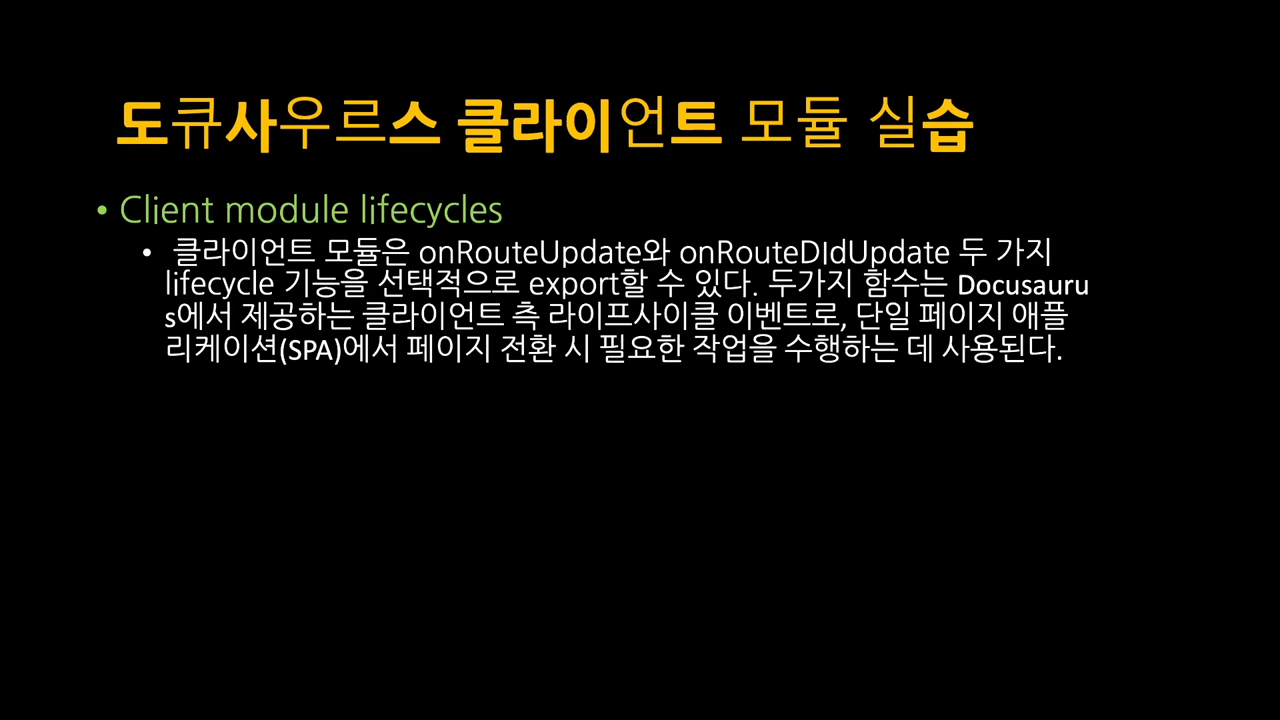 도큐사우르스 클라이언트 모듈 실습
• Client module lifecycles
• 클라이언트 모듈은 onRouteUpdate와 onRouteDIdUpdate 두 가지
lifecycle 기능을 선택적으로 export할 수 있다. 두가지 함수는 Docusauru
s에서 제공하는 클라이언트 측 라이프사이클 이벤트로, 단일 페이지 애플
리케이션(SPA)에서 페이지 전환 시 필요한 작업을 수행하는 데 사용된다.